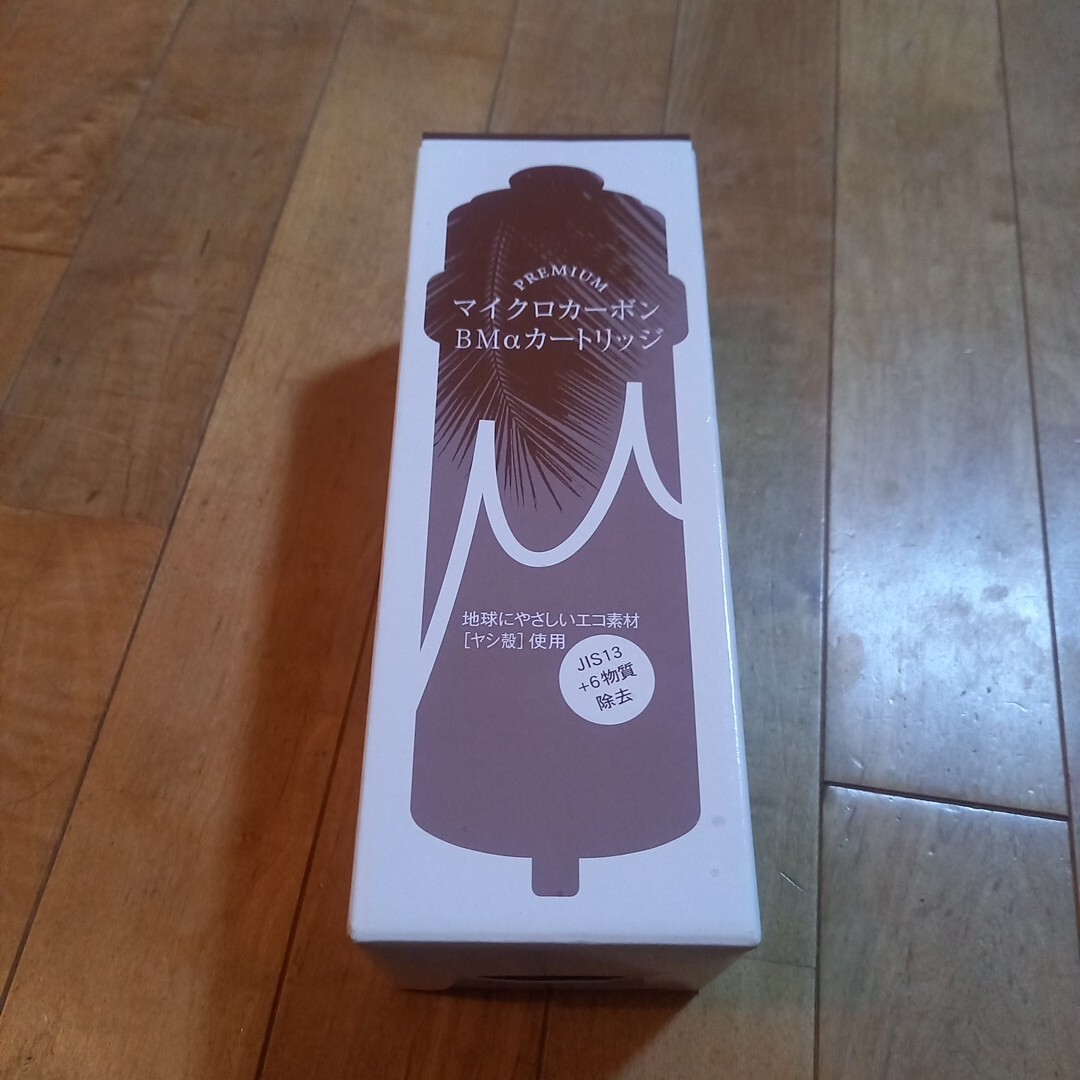 PREMIUM
マイクロカーボン
BMαカートリッジ
地球にやさしいエコ素材
[ヤシ殻] 使用
JIS13
+6物質
除去